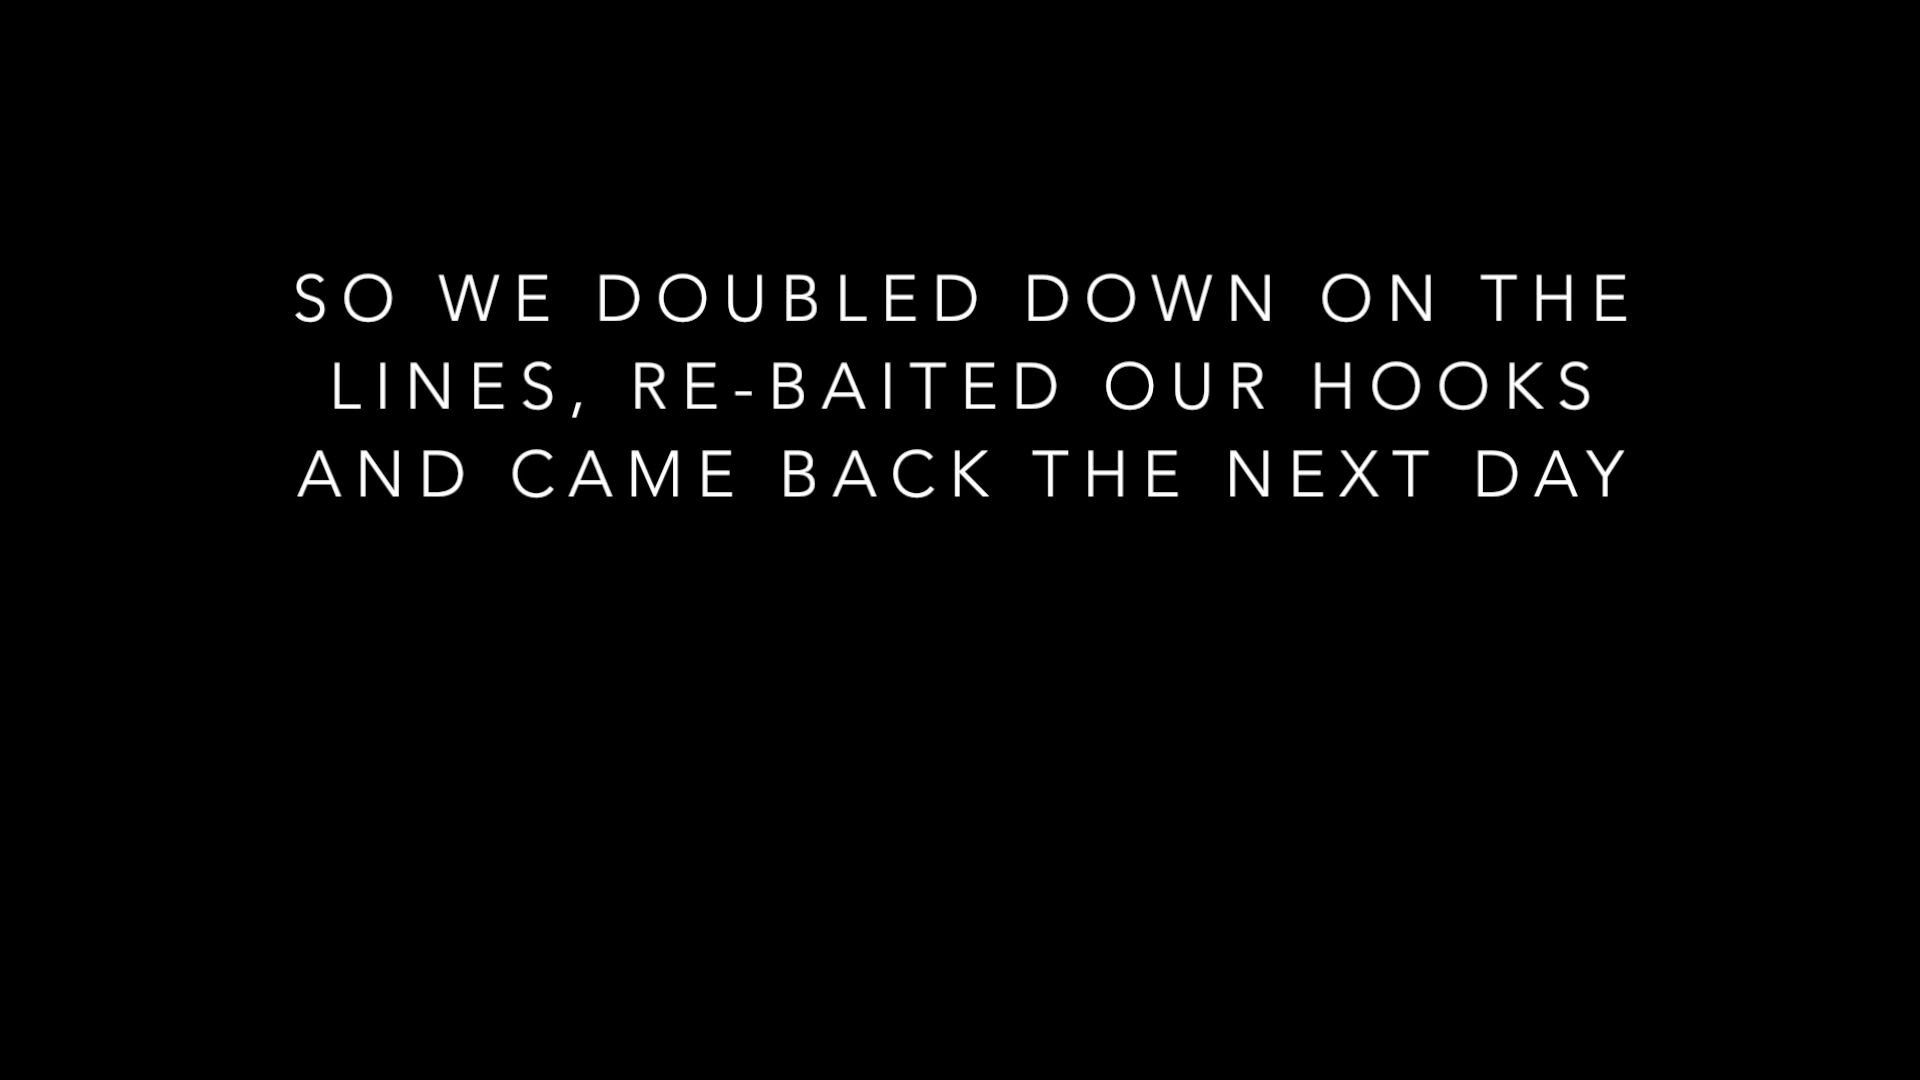 SO WE DOUBLED DOWN ON THE
LINES, RE-BAITED OUR HOOKS
AND CAME BACK THE NEXT DAY